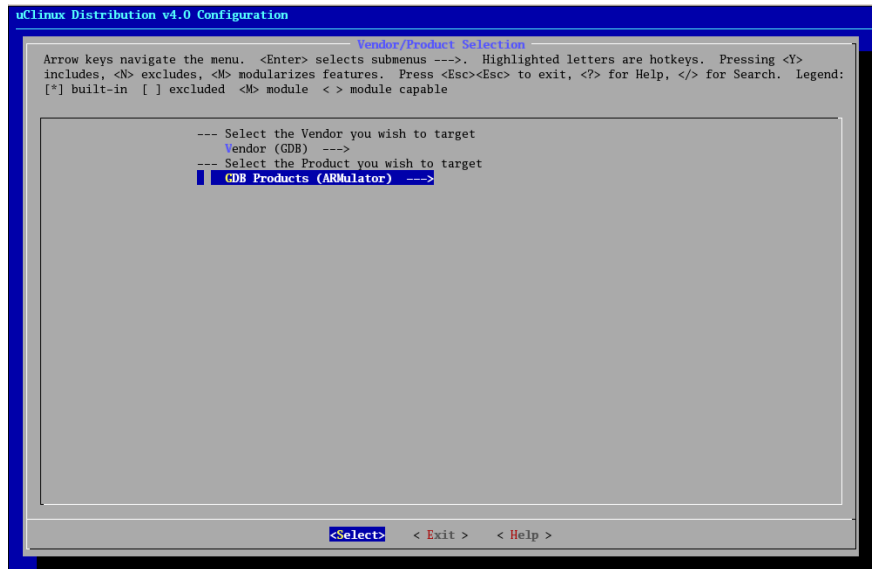 uClinux Distribution v4.0 Configuration
Vendor/Product Selection
Arrow keys navigate the menu.  <Enter> selects submenus --->.  Highlighted letters are hotkeys.  Pressing <Y>
includes, <N> excludes, <M> modularizes features.  Press <Esc><Esc> to exit, <?> for Help, </> for Search.  Legend:
[*] built-in  [ ] excluded  <M> module  < > module capable
--- Select the Vendor you wish to target
Vendor (GDB)  --->
--- Select the Product you wish to target
GDB Products (ARMulator)  --->
<Select>    < Exit >    < Help >